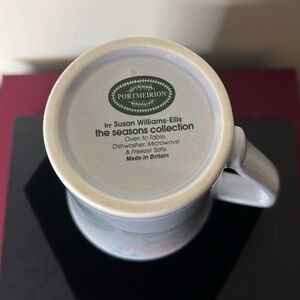 PORTMEIRION
by Susan Williams-Ellis
the seasons collection
Oven to Table,
Dishwasher, Microwave
& Freezer Safe.
Made in Britain